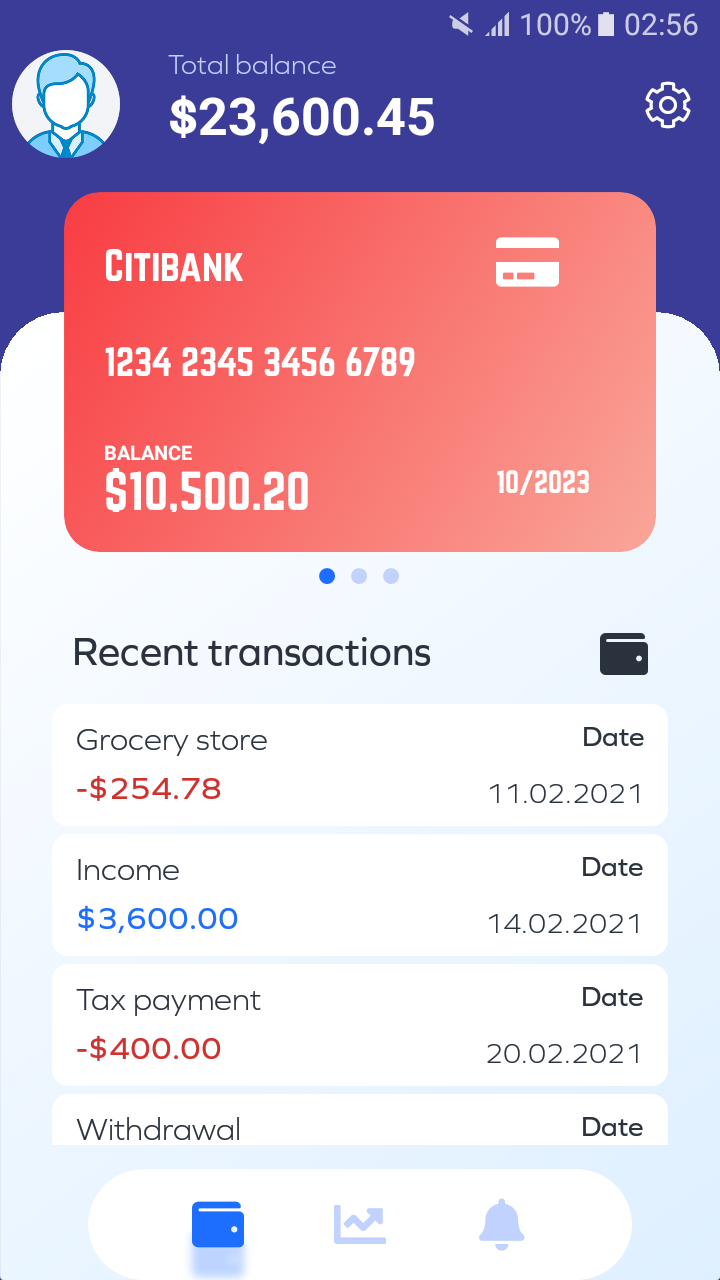 100% 02:56
Total balance
$23,600.45
Citibank
1234 2345 3456 6789
BALANCE
$10,500.20
10/2023
Recent transactions
Grocery store
Date
-$254.78
11.02.2021
Income
Date
$3,600.00
14.02.2021
Tax payment
Date
-$400.00
20.02.2021
Withdrawal
Date